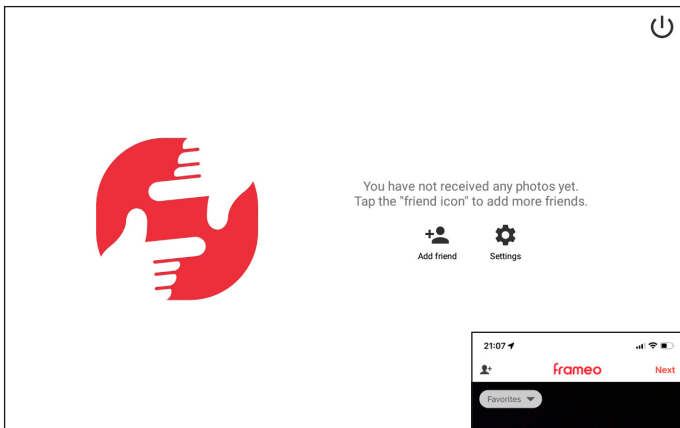 You have not received any photos yet.
Tap the "friend icon" to add more friends.
Add friend
Settings
21:07
frameo
Next
Favorites